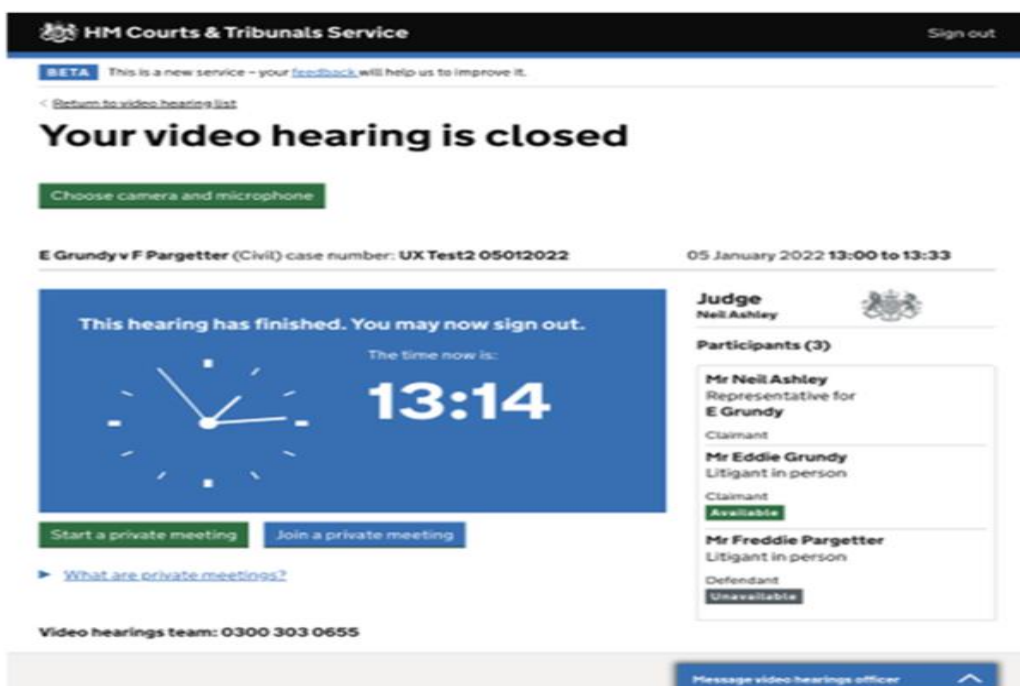 HM Courts & Tribunals Service
Sign out
BETA This is a new service – your feedback will help us to improve it.
< Return to video hearing list
Your video hearing is closed
Choose camera and microphone
E Grundy v F Pargetter (Civil) case number: UX Test2 05012022
05 January 2022 13:00 to 13:33
This hearing has finished. You may now sign out.
The time now is:
13:14
Start a private meeting
Join a private meeting
What are private meetings?
Video hearings team: 0300 303 0655
Judge
Neil Ashley
Participants (3)
Mr Neil Ashley
Representative for
E Grundy
Claimant
Mr Eddie Grundy
Litigant in person
Claimant
Available
Mr Freddie Pargetter
Litigant in person
Defendant
Unavailable
Message video hearings officer